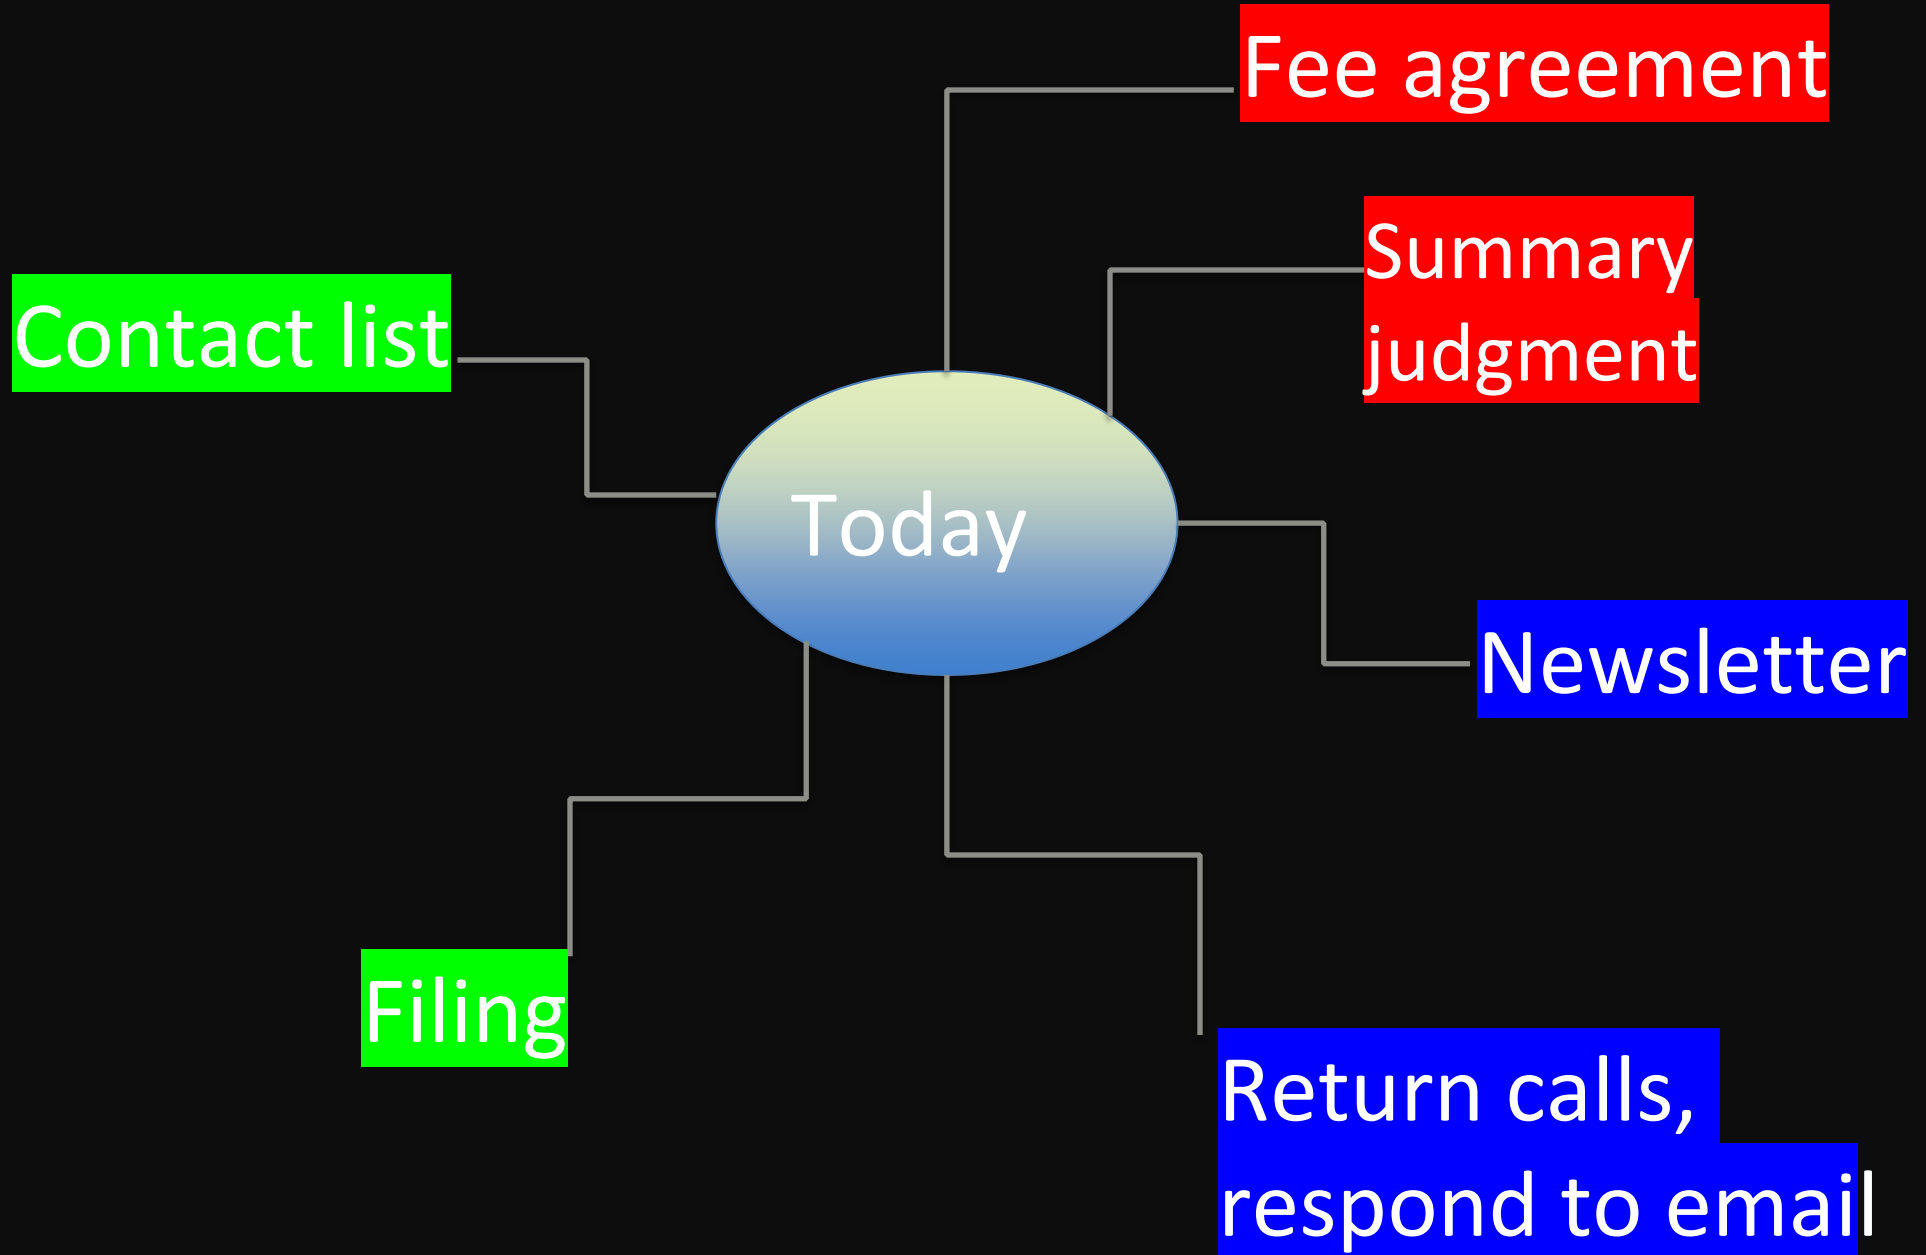 Fee agreement
Summary
judgment
Contact list
Today
Newsletter
Filing
Return calls,
respond to email